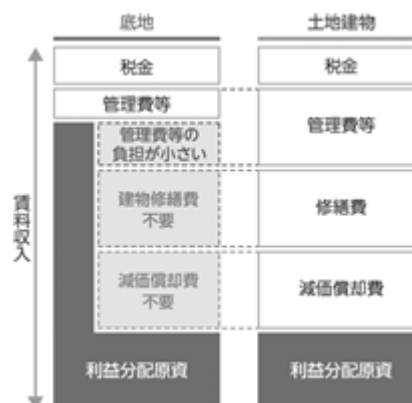 底地
土地建物
税金
税金
管理費等
管理費等の
負担が小さい
管理費等
賃料収入
建物修繕費
不要
修繕費
減価償却費
不要
減価償却費
利益分配原資
利益分配原資